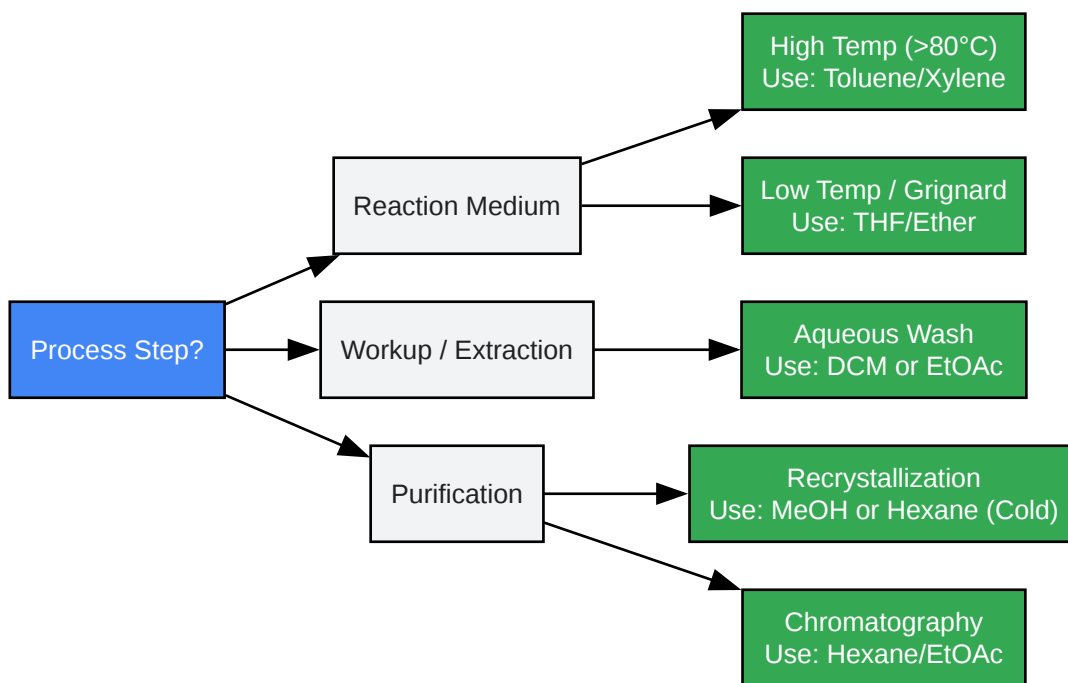 Process Step?
Reaction Medium
High Temp (>80°C)
Use: Toluene/Xylene
Low Temp / Grignard
Use: THF/Ether
Workup / Extraction
Aqueous Wash
Use: DCM or EtOAc
Purification
Recrystallization
Use: MeOH or Hexane (Cold)
Chromatography
Use: Hexane/EtOAc